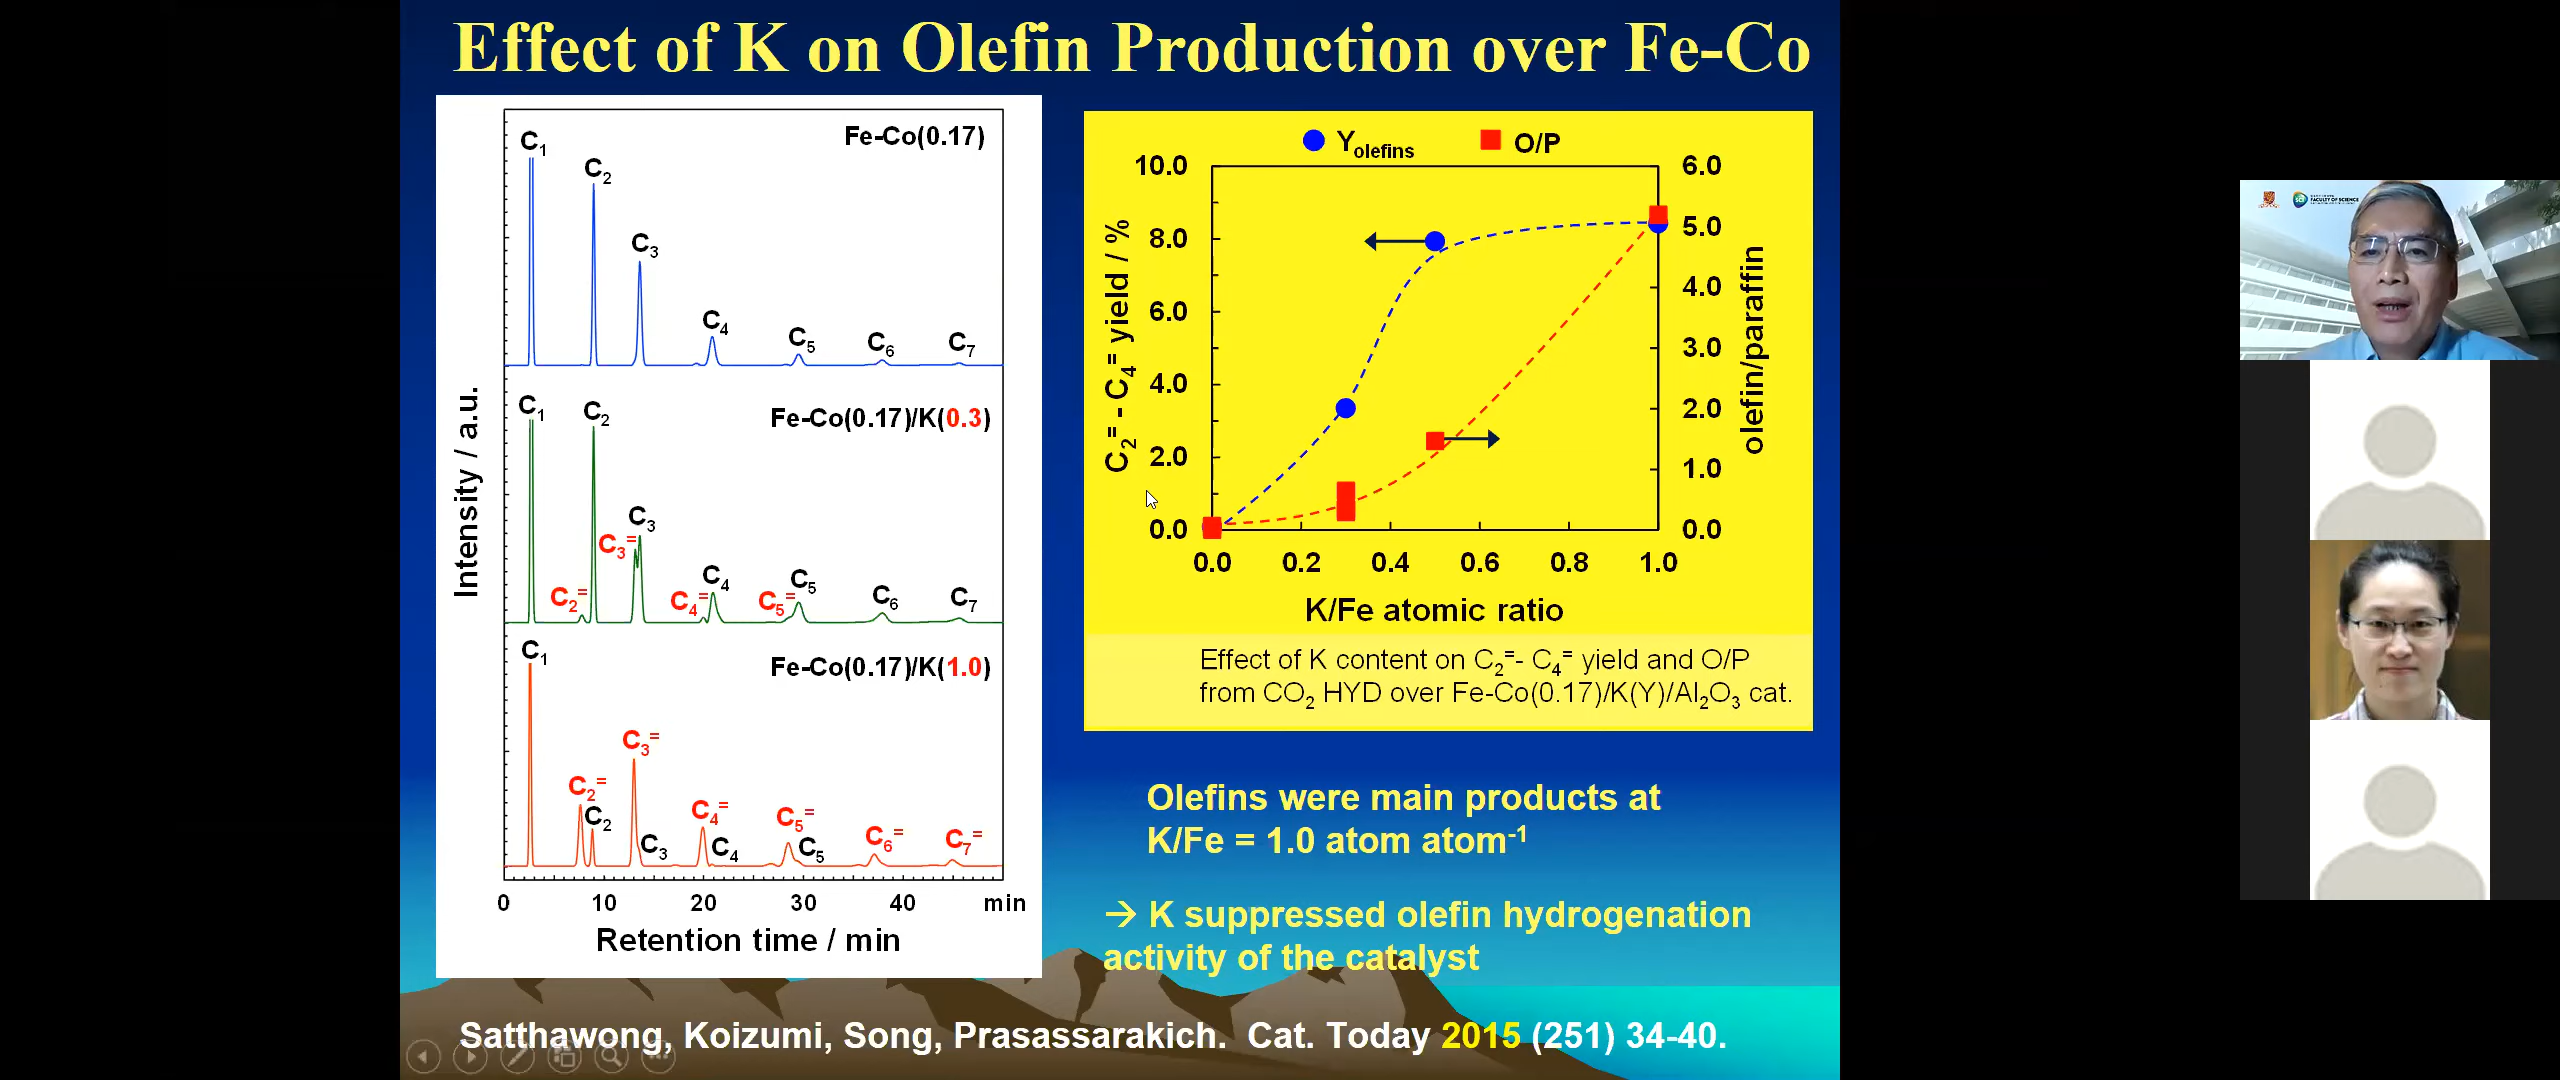 Effect of K on Olefin Production over Fe-Co
Fe-Co(0.17)
C₁
C₂
C₃
C₄
C₅
C₆
C₇
Fe-Co(0.17)/K(0.3)
C₁
C₂⁼
C₂
C₃⁼
C₃
C₄⁼
C₄
C₅⁼
C₅
C₆
C₇
Fe-Co(0.17)/K(1.0)
C₁
C₂⁼
C₂
C₃⁼
C₃
C₄⁼
C₄
C₅⁼
C₅
C₆⁼
C₇⁼
Intensity / a.u.
0 10 20 30 40 min
Retention time / min
Yolefins O/P
C₂⁼ - C₄⁼ yield / %
10.0
8.0
6.0
4.0
2.0
0.0
6.0
5.0
4.0
3.0
2.0
1.0
0.0
olefin/paraffin
0.0 0.2 0.4 0.6 0.8 1.0
K/Fe atomic ratio
Effect of K content on C₂⁼- C₄⁼ yield and O/P
from CO₂ HYD over Fe-Co(0.17)/K(Y)/Al₂O₃ cat.
Olefins were main products at
K/Fe = 1.0 atom atom⁻¹
→ K suppressed olefin hydrogenation
activity of the catalyst
Satthawong, Koizumi, Song, Prasassarakich. Cat. Today 2015 (251) 34-40.
FACULTY OF SCIENCE